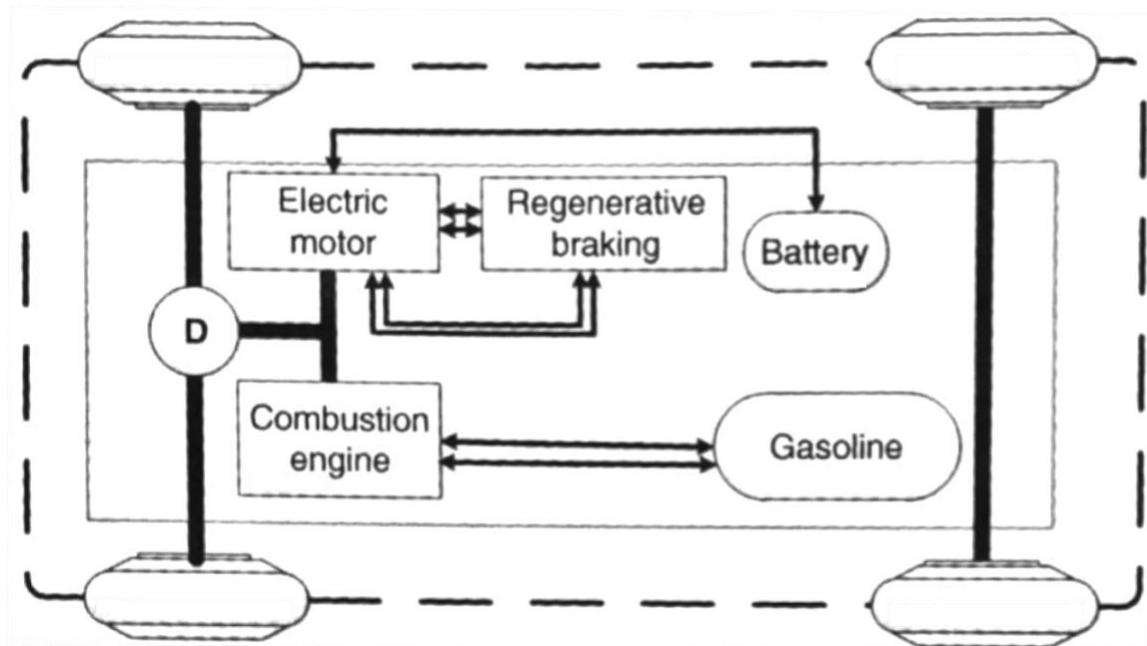 Electric
motor
Regenerative
braking
Battery
D
Combustion
engine
Gasoline